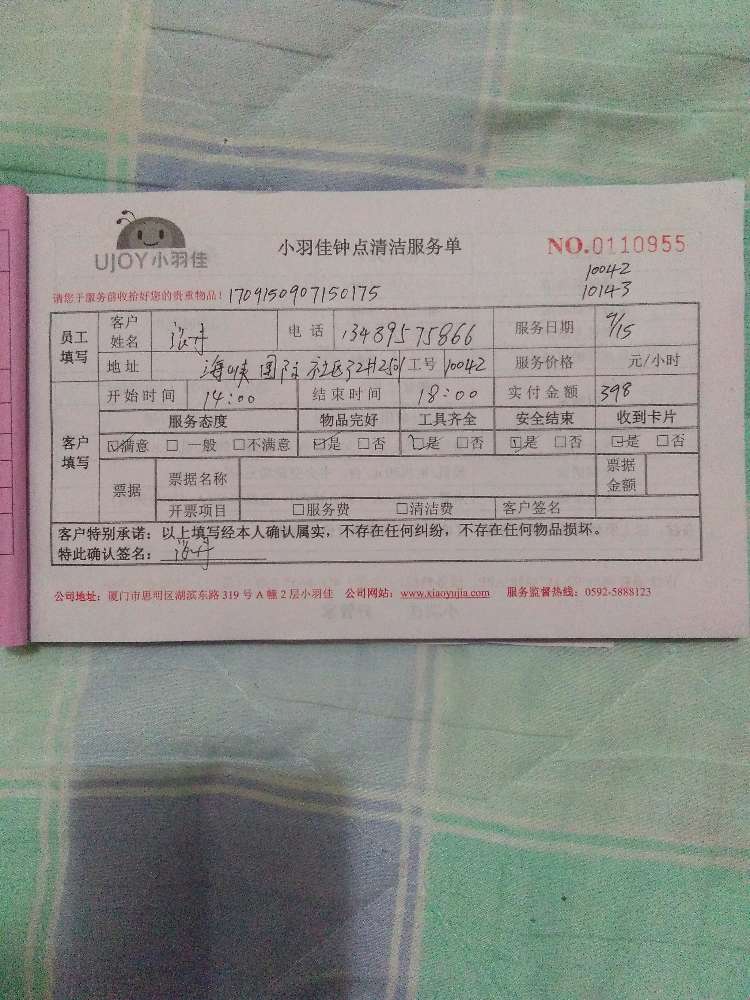 UJOY小羽佳
小羽佳钟点清洁服务单
NO.0110955
10042
10143
请您于服务前收拾好您的贵重物品！1709150907150175
员工填写 客户姓名 张丹 电话 13489575866 服务日期 9/15
地址 海峡国际社区32#2501 工号 10042 服务价格 元/小时
客户填写 开始时间 14:00 结束时间 18:00 实付金额 398
服务态度 物品完好 工具齐全 安全结束 收到卡片
☑满意 □一般 □不满意 ☑是 □否 ☑是 □否 ☑是 □否 ☑是 □否
票据 票据名称 票据金额
开票项目 □服务费 □清洁费 客户签名
客户特别承诺：以上填写经本人确认属实，不存在任何纠纷，不存在任何物品损坏。
特此确认签名：张丹
公司地址：厦门市思明区湖滨东路 319 号 A 幢 2 层小羽佳 公司网站：www.xiaoyujia.com 服务监督热线：0592-5888123